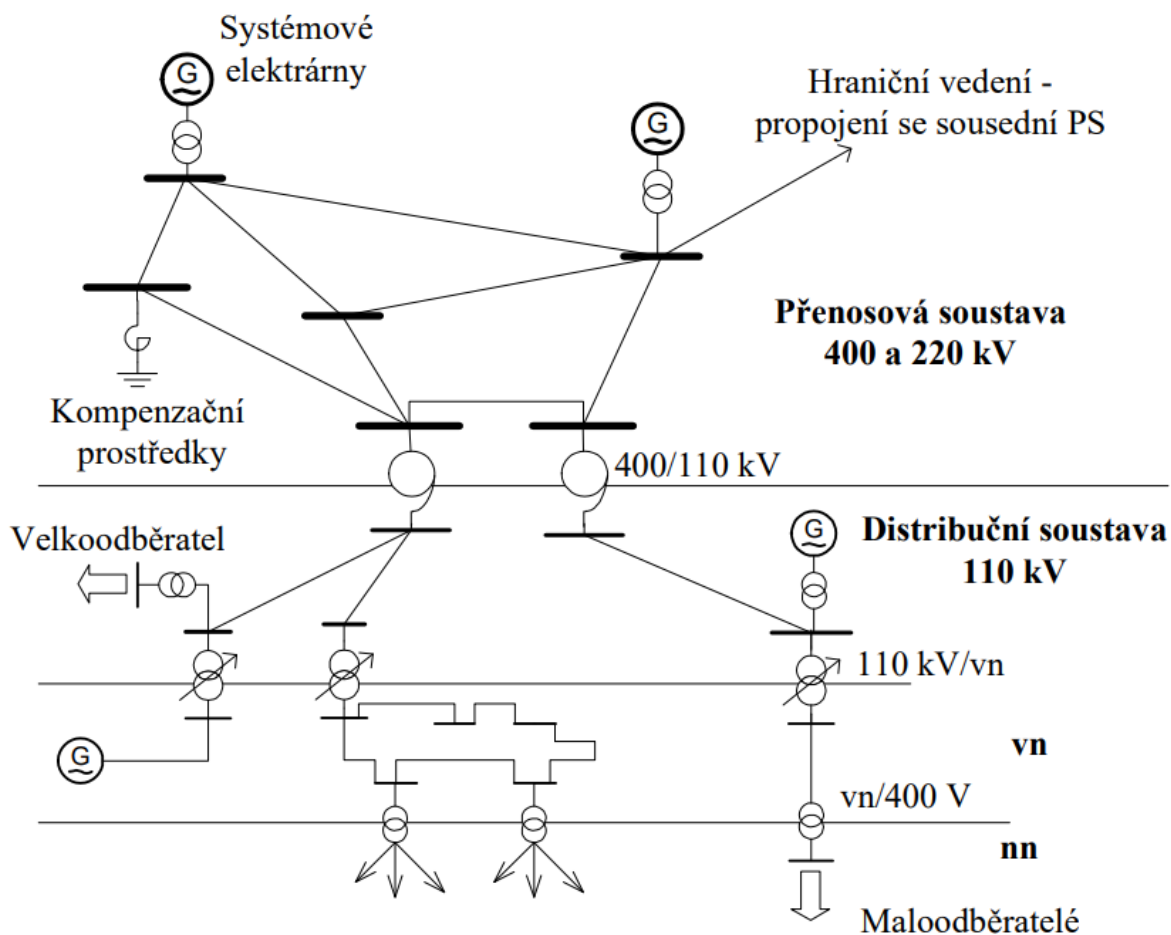 Systémové
elektrárny
G
G
Hraniční vedení -
propojení se sousední PS
Přenosová soustava
400 a 220 kV
Kompenzační
prostředky
400/110 kV
Velkoodběratel
G
Distribuční soustava
110 kV
110 kV/vn
G
vn
vn/400 V
nn
Maloodběratelé